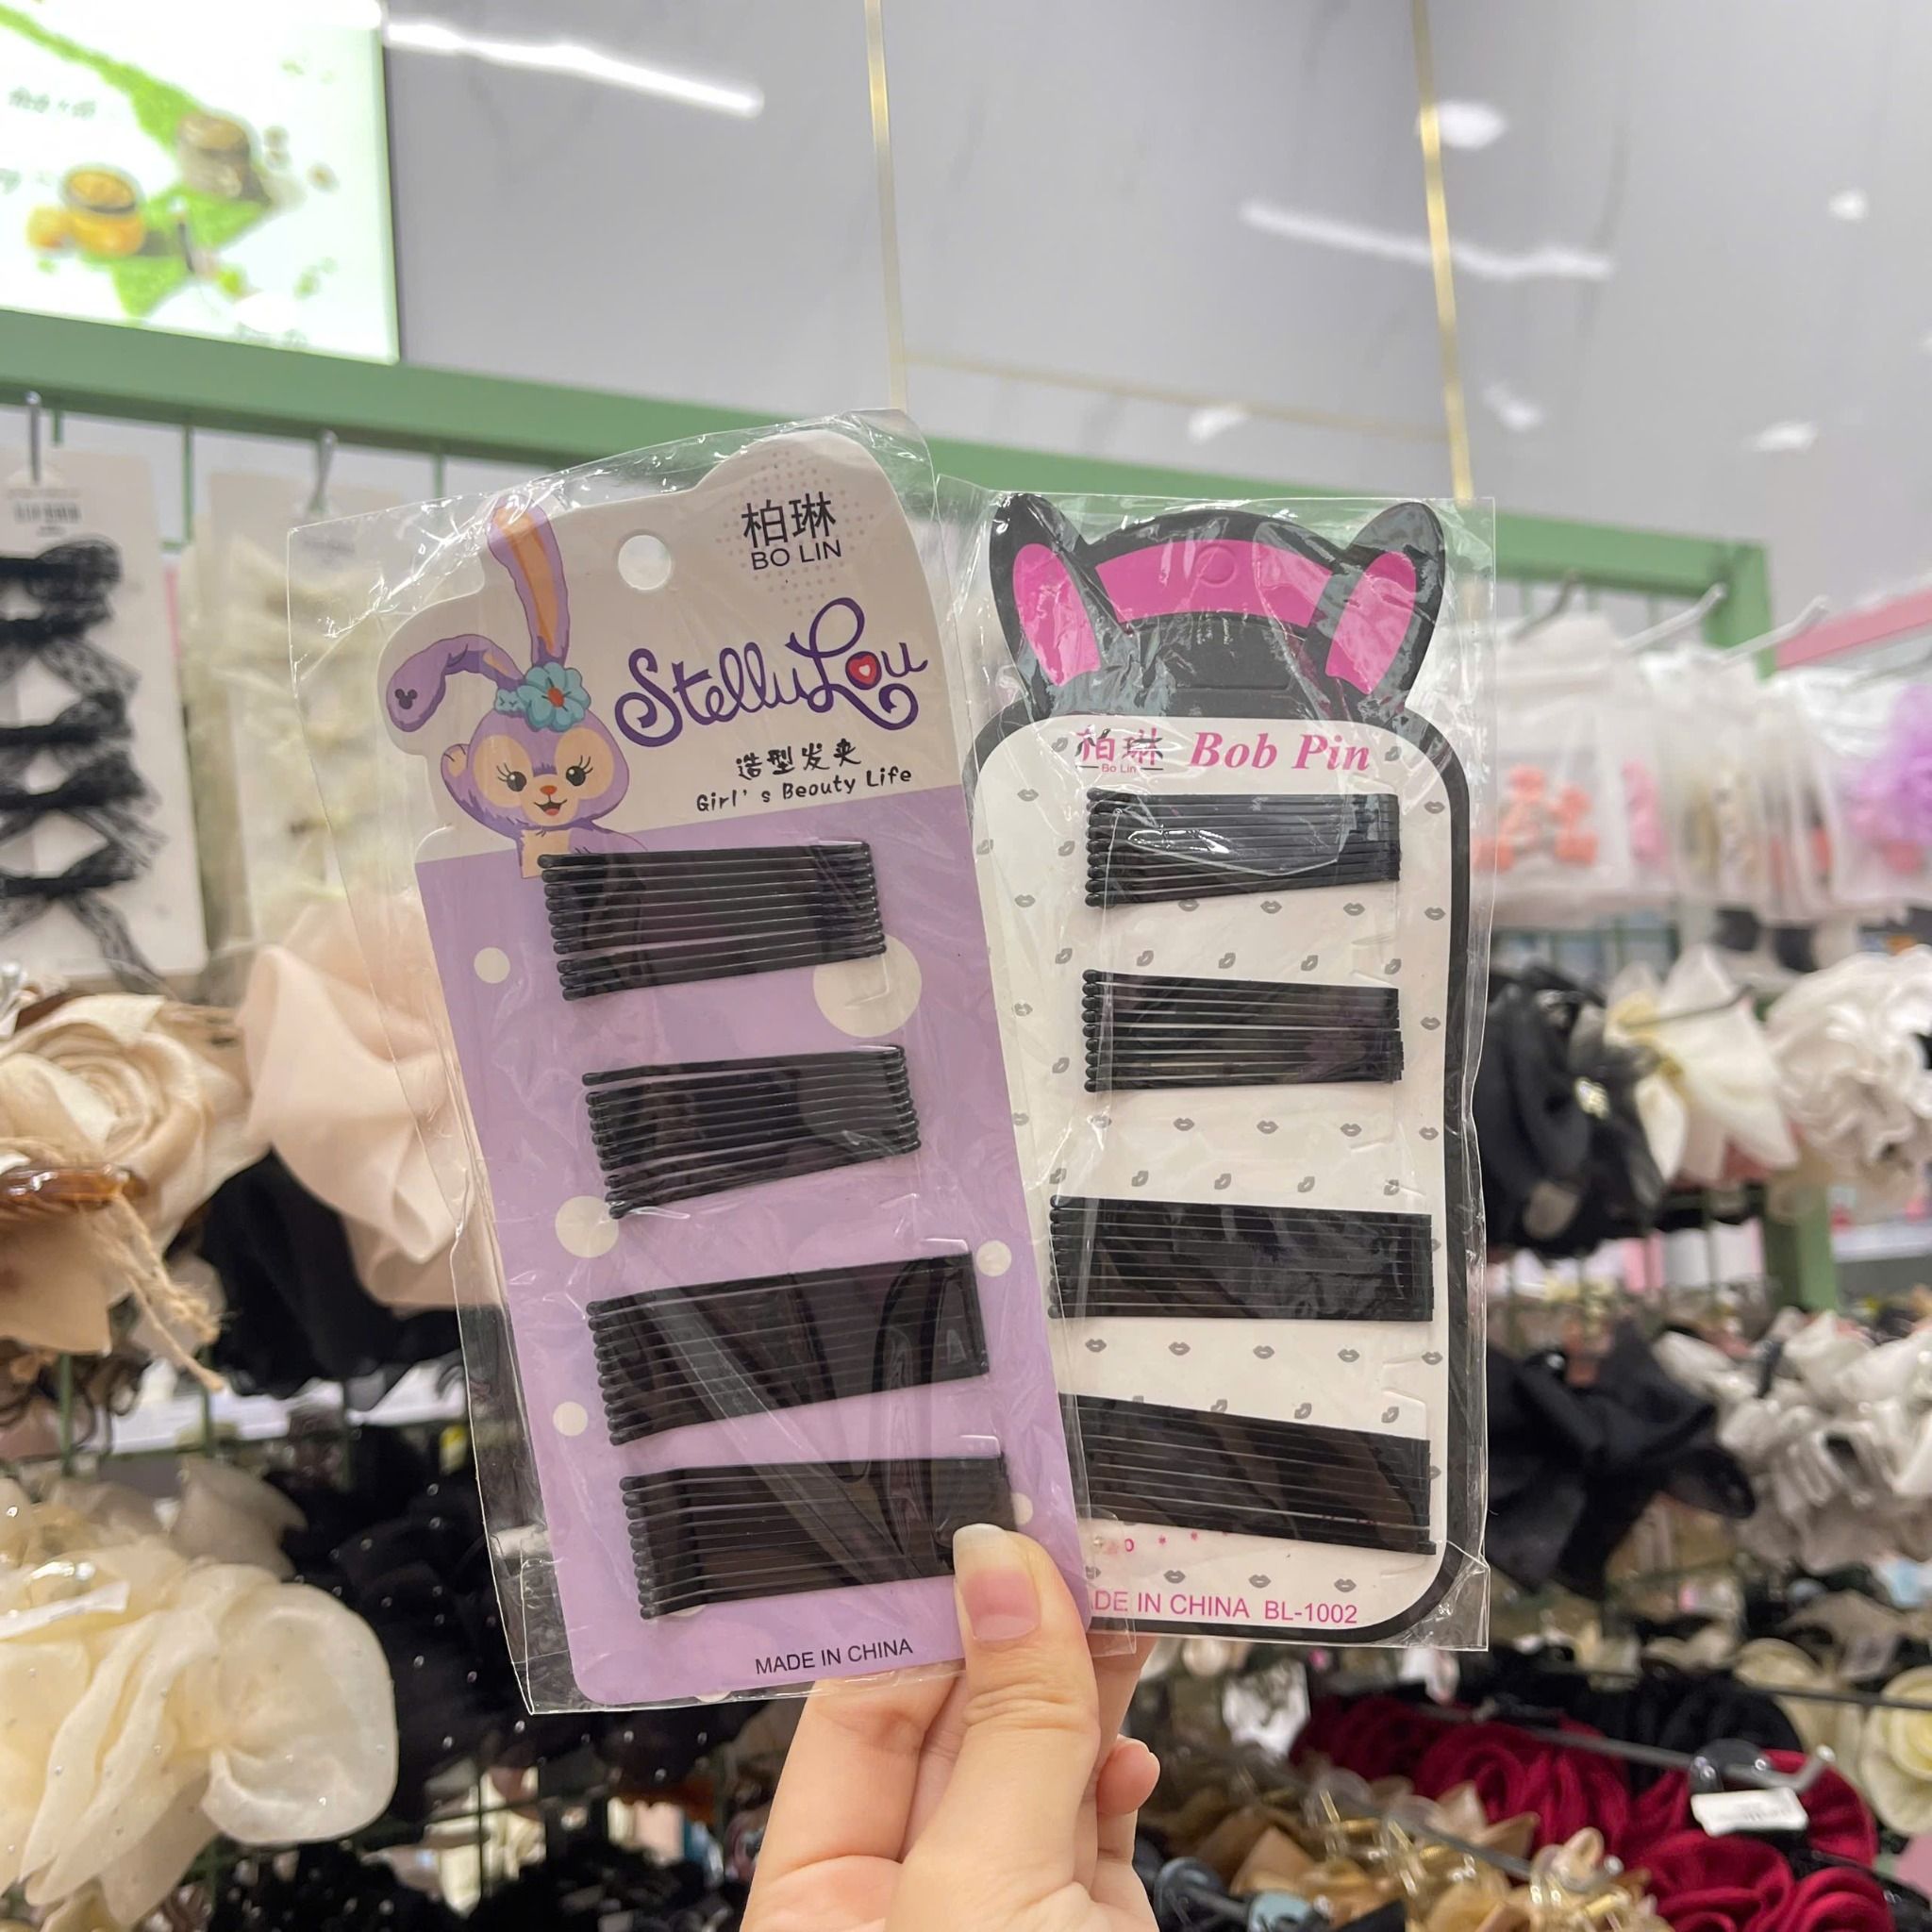 柏琳
BO LIN
StellaLou
造型发夹
Girl's Beouty Life
MADE IN CHINA
柏琳 Bob Pin
Bo Lin
DE IN CHINA BL-1002